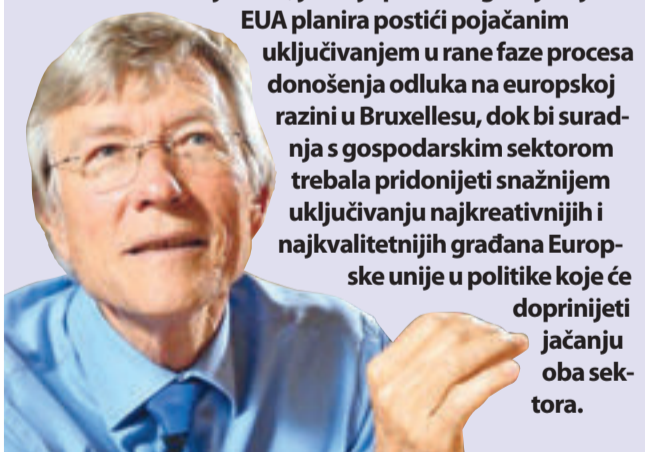 EUA planira postići pojačanim
uključivanjem u rane faze procesa
donošenja odluka na europskoj
razini u Bruxellesu, dok bi surad-
nja s gospodarskim sektorom
trebala pridonijeti snažnijem
uključivanju najkreativnijih i
najkvalitetnijih građana Europ-
ske unije u politike koje će
doprinijeti
jačanju
oba sek-
tora.